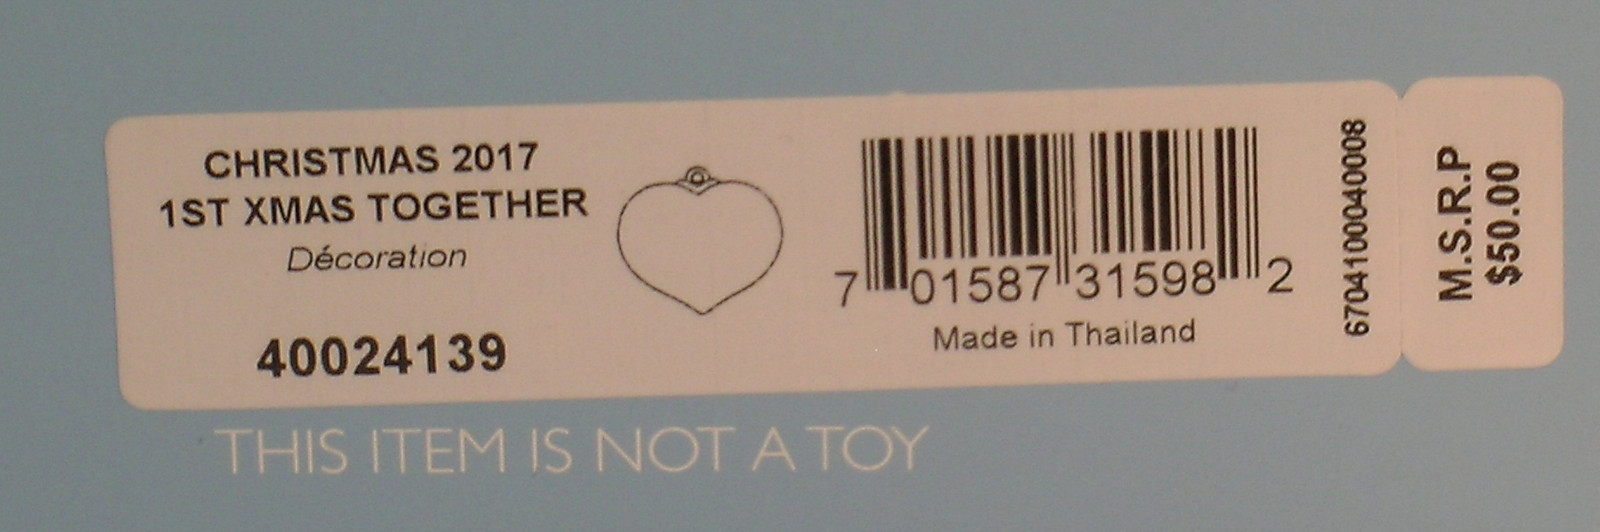 CHRISTMAS 2017
1ST XMAS TOGETHER
Décoration
40024139
7 01587 31598 2
Made in Thailand
6704100040008
M.S.R.P
$50.00
THIS ITEM IS NOT A TOY